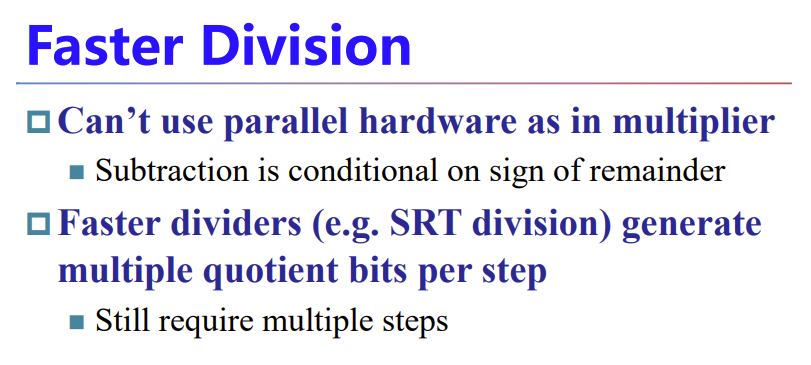 Faster Division
Can’t use parallel hardware as in multiplier
Subtraction is conditional on sign of remainder
Faster dividers (e.g. SRT division) generate
multiple quotient bits per step
Still require multiple steps